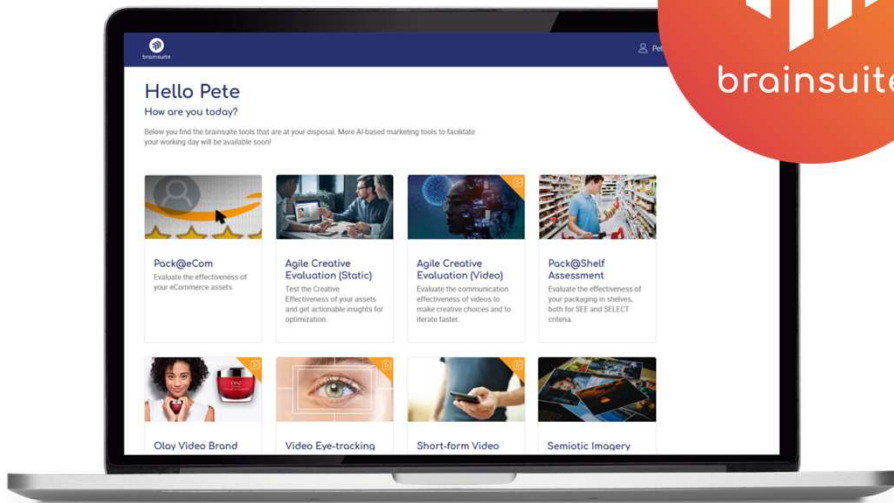 brainsuite
brainsuite
Hello Pete
How are you today?
Below you find the brainsuite tools that are at your disposal. More AI-based marketing tools to facilitate
your working day will be available soon!
Pack@eCom
Evaluate the effectiveness of
your eCommerce assets.
Agile Creative
Evaluation (Static)
Test the Creative
Effectiveness of your assets
and get actionable insights for
optimization.
Agile Creative
Evaluation (Video)
Evaluate the communication
effectiveness of videos to
make creative choices and to
iterate faster.
Pack@Shelf
Assessment
Evaluate the effectiveness of
your packaging in shelves,
both for SEE and SELECT
criteria.
OLAY
Olay Video Brand
Video Eye-tracking
Short-form Video
Semiotic Imagery